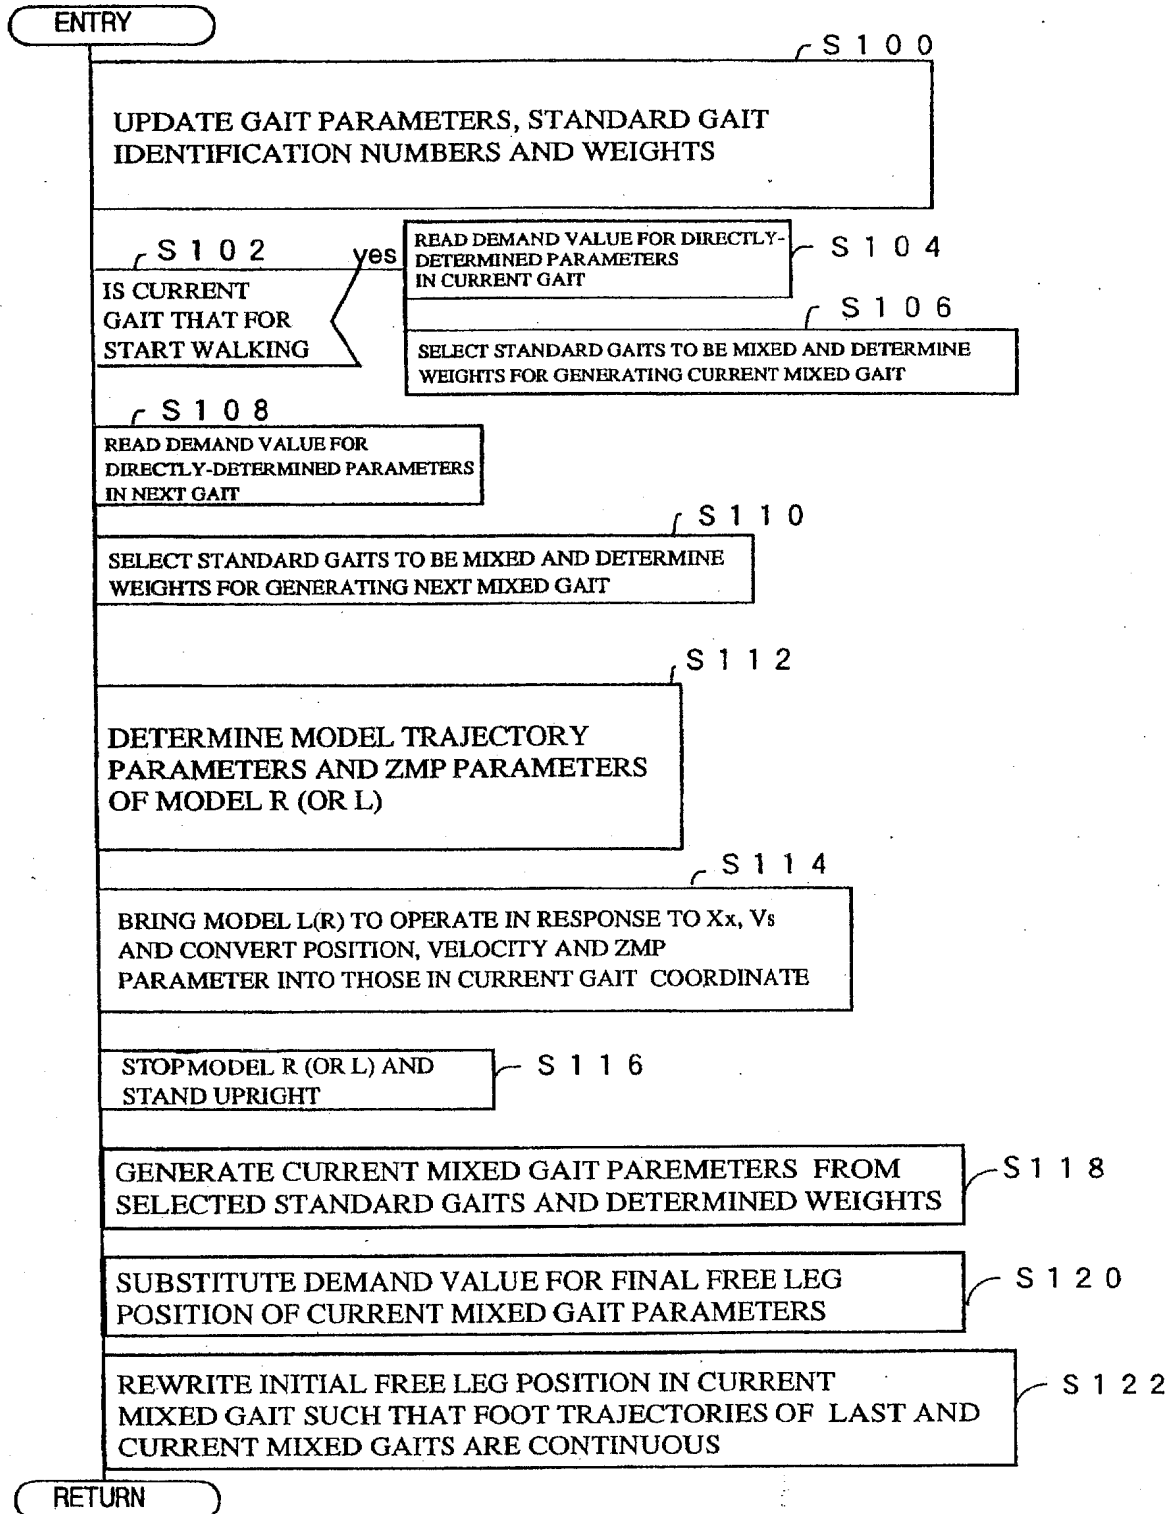 ENTRY
S100
UPDATE GAIT PARAMETERS, STANDARD GAIT
IDENTIFICATION NUMBERS AND WEIGHTS
S102
IS CURRENT
GAIT THAT FOR
START WALKING
yes
READ DEMAND VALUE FOR DIRECTLY-
DETERMINED PARAMETERS
IN CURRENT GAIT
S104
S106
SELECT STANDARD GAITS TO BE MIXED AND DETERMINE
WEIGHTS FOR GENERATING CURRENT MIXED GAIT
S108
READ DEMAND VALUE FOR
DIRECTLY-DETERMINED PARAMETERS
IN NEXT GAIT
S110
SELECT STANDARD GAITS TO BE MIXED AND DETERMINE
WEIGHTS FOR GENERATING NEXT MIXED GAIT
S112
DETERMINE MODEL TRAJECTORY
PARAMETERS AND ZMP PARAMETERS
OF MODEL R (OR L)
S114
BRING MODEL L(R) TO OPERATE IN RESPONSE TO Xx, Vs
AND CONVERT POSITION, VELOCITY AND ZMP
PARAMETER INTO THOSE IN CURRENT GAIT COORDINATE
STOPMODEL R (OR L) AND
STAND UPRIGHT
S116
GENERATE CURRENT MIXED GAIT PAREMETERS FROM
SELECTED STANDARD GAITS AND DETERMINED WEIGHTS
S118
SUBSTITUTE DEMAND VALUE FOR FINAL FREE LEG
POSITION OF CURRENT MIXED GAIT PARAMETERS
S120
REWRITE INITIAL FREE LEG POSITION IN CURRENT
MIXED GAIT SUCH THAT FOOT TRAJECTORIES OF LAST AND
CURRENT MIXED GAITS ARE CONTINUOUS
S122
RETURN